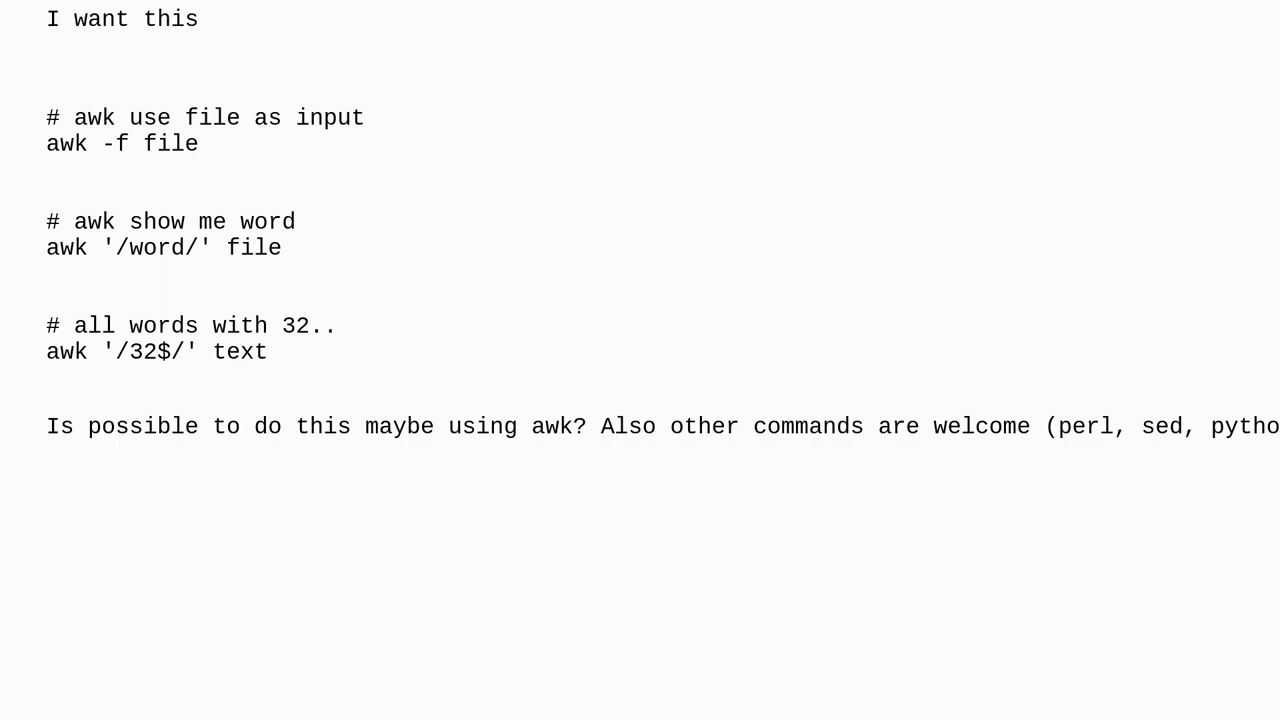 I want this
# awk use file as input
awk -f file
# awk show me word
awk '/word/' file
# all words with 32..
awk '/32$/' text
Is possible to do this maybe using awk? Also other commands are welcome (perl, sed, pytho